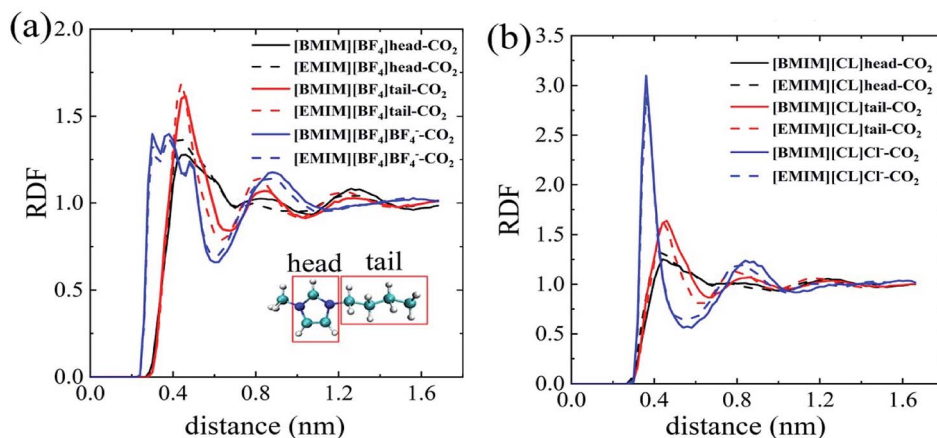 (a)
2.0
1.5
1.0
0.5
0.0
RDF
[BMIM][BF₄]head-CO₂
[EMIM][BF₄]head-CO₂
[BMIM][BF₄]tail-CO₂
[EMIM][BF₄]tail-CO₂
[BMIM][BF₄]BF₄⁻-CO₂
[EMIM][BF₄]BF₄⁻-CO₂
head tail
0.0 0.4 0.8 1.2 1.6
distance (nm)
(b)
3.5
3.0
2.5
2.0
1.5
1.0
0.5
0.0
RDF
[BMIM][CL]head-CO₂
[EMIM][CL]head-CO₂
[BMIM][CL]tail-CO₂
[EMIM][CL]tail-CO₂
[BMIM][CL]Cl⁻-CO₂
[EMIM][CL]Cl⁻-CO₂
0.0 0.4 0.8 1.2 1.6
distance (nm)